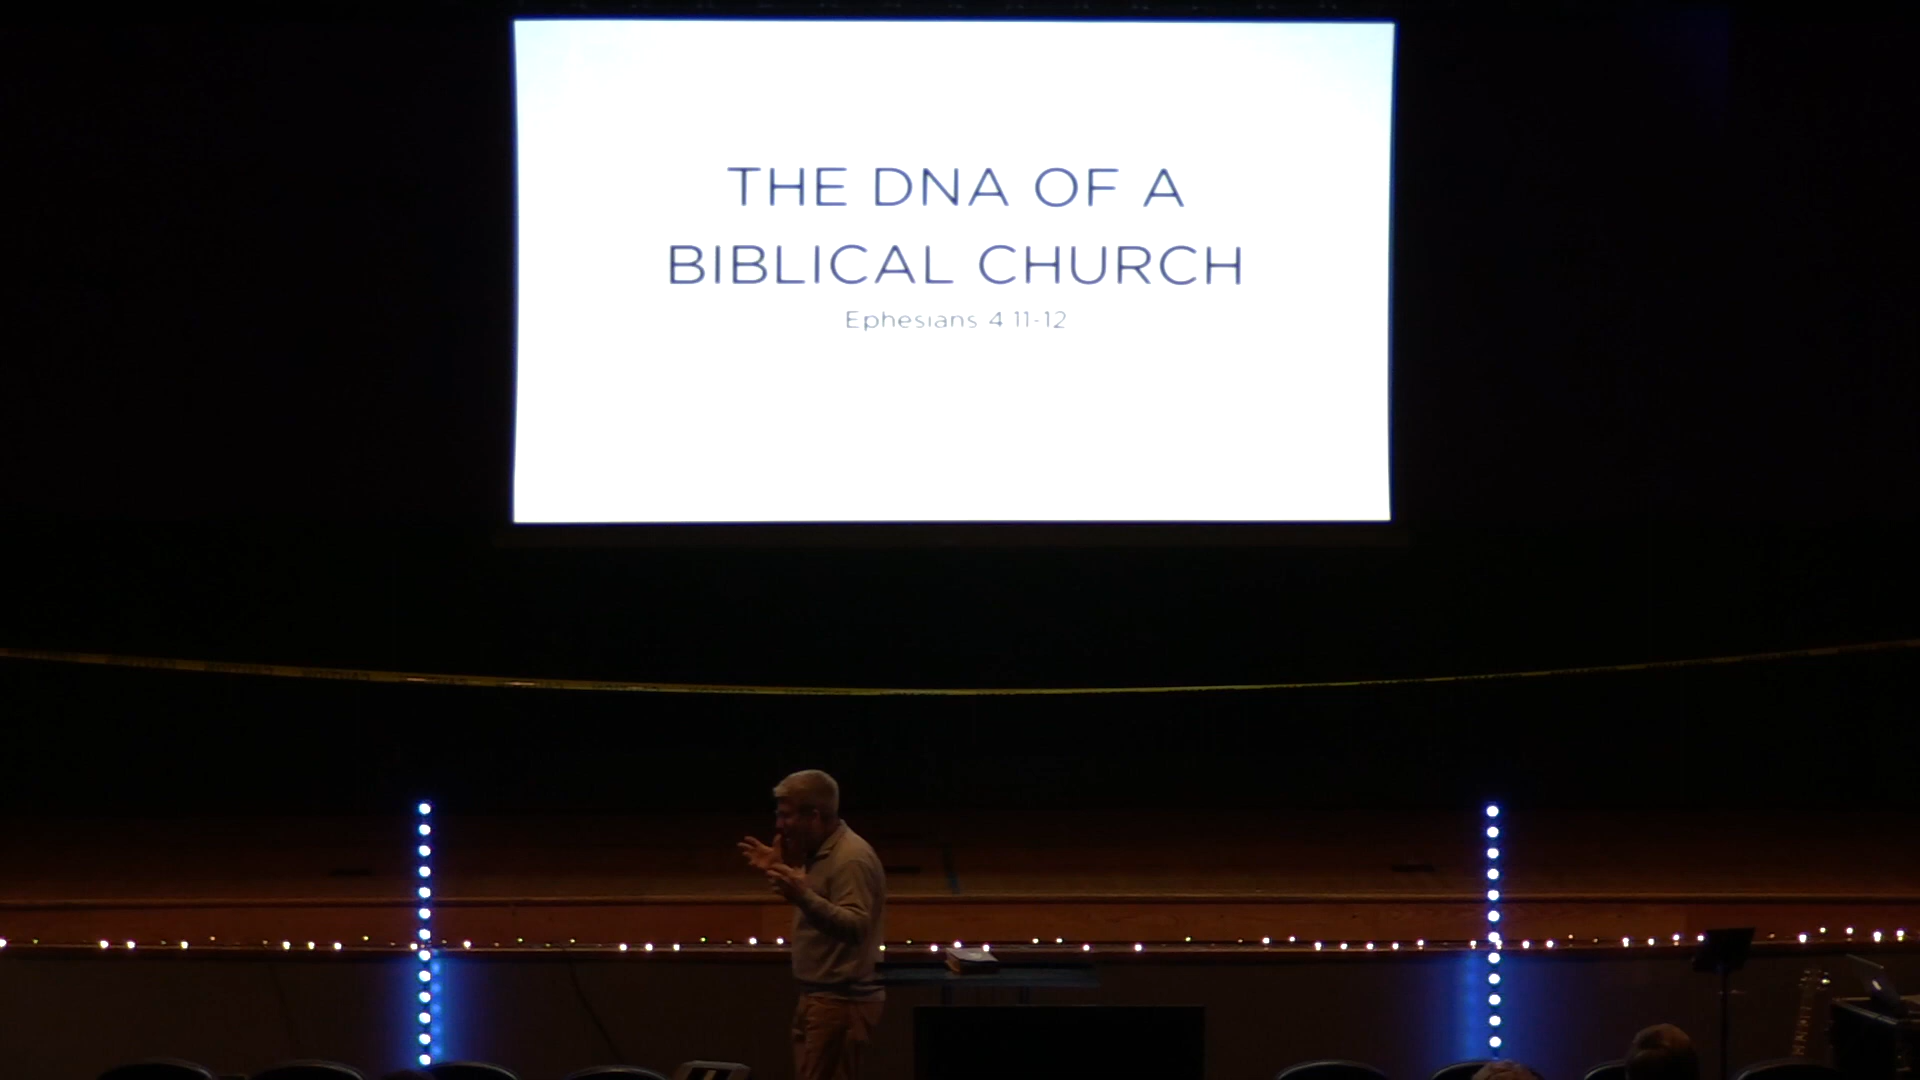 THE DNA OF A
BIBLICAL CHURCH
Ephesians 4 11-12